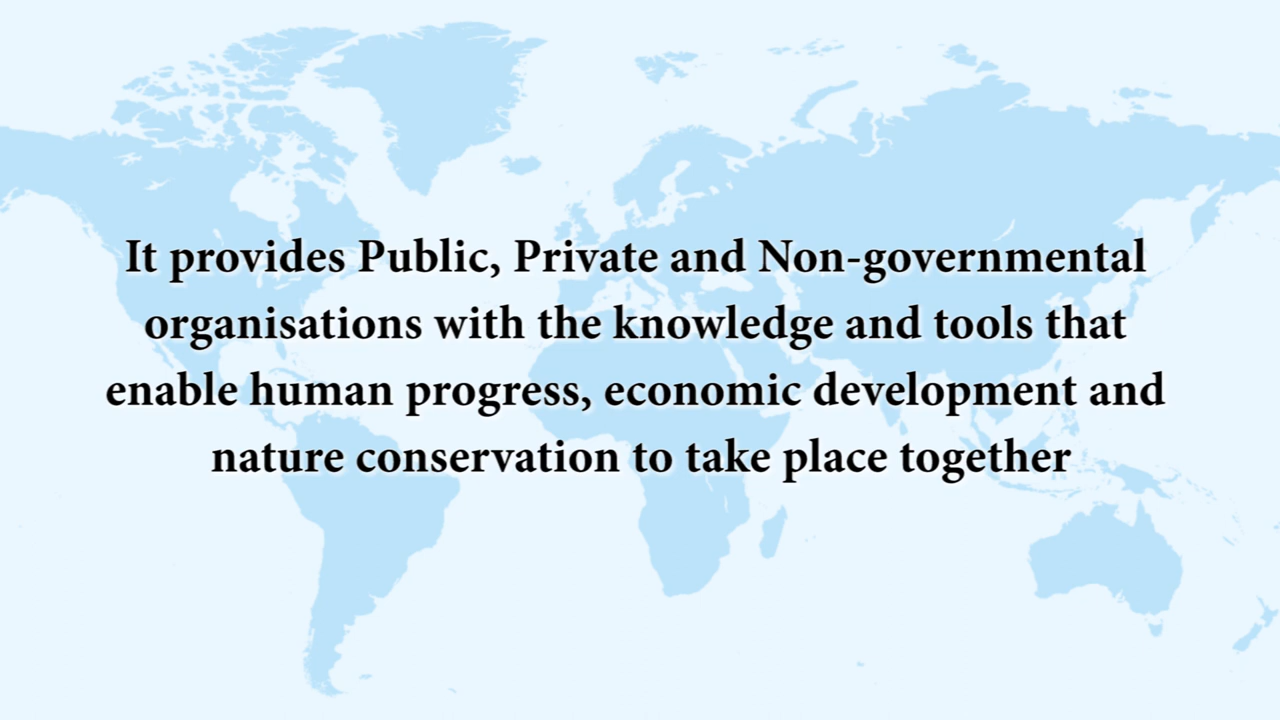 It provides Public, Private and Non-governmental
organisations with the knowledge and tools that
enable human progress, economic development and
nature conservation to take place together